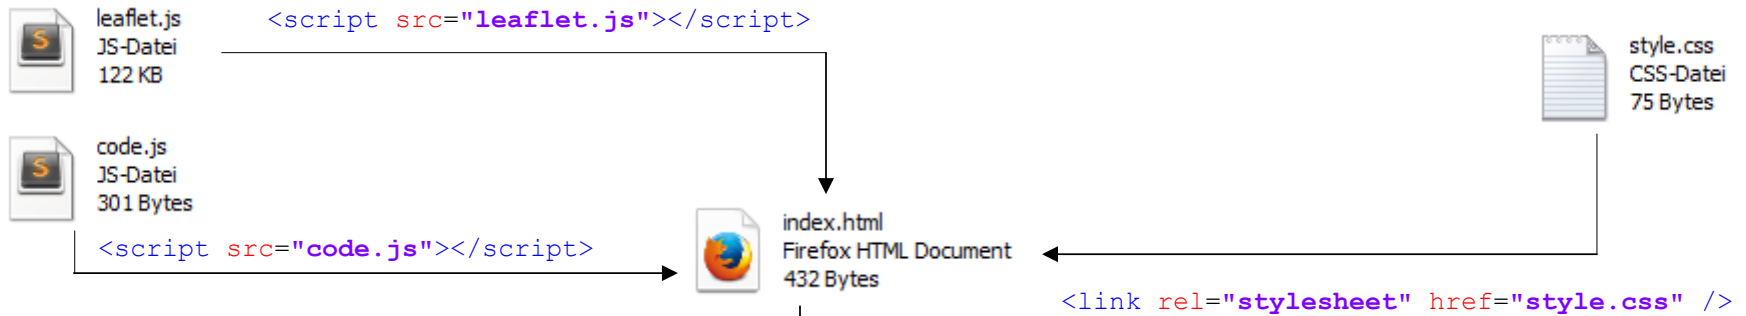 leaflet.js
JS-Datei
122 KB
<script src="leaflet.js"></script>
style.css
CSS-Datei
75 Bytes
code.js
JS-Datei
301 Bytes
<script src="code.js"></script>
index.html
Firefox HTML Document
432 Bytes
<link rel="stylesheet" href="style.css" />